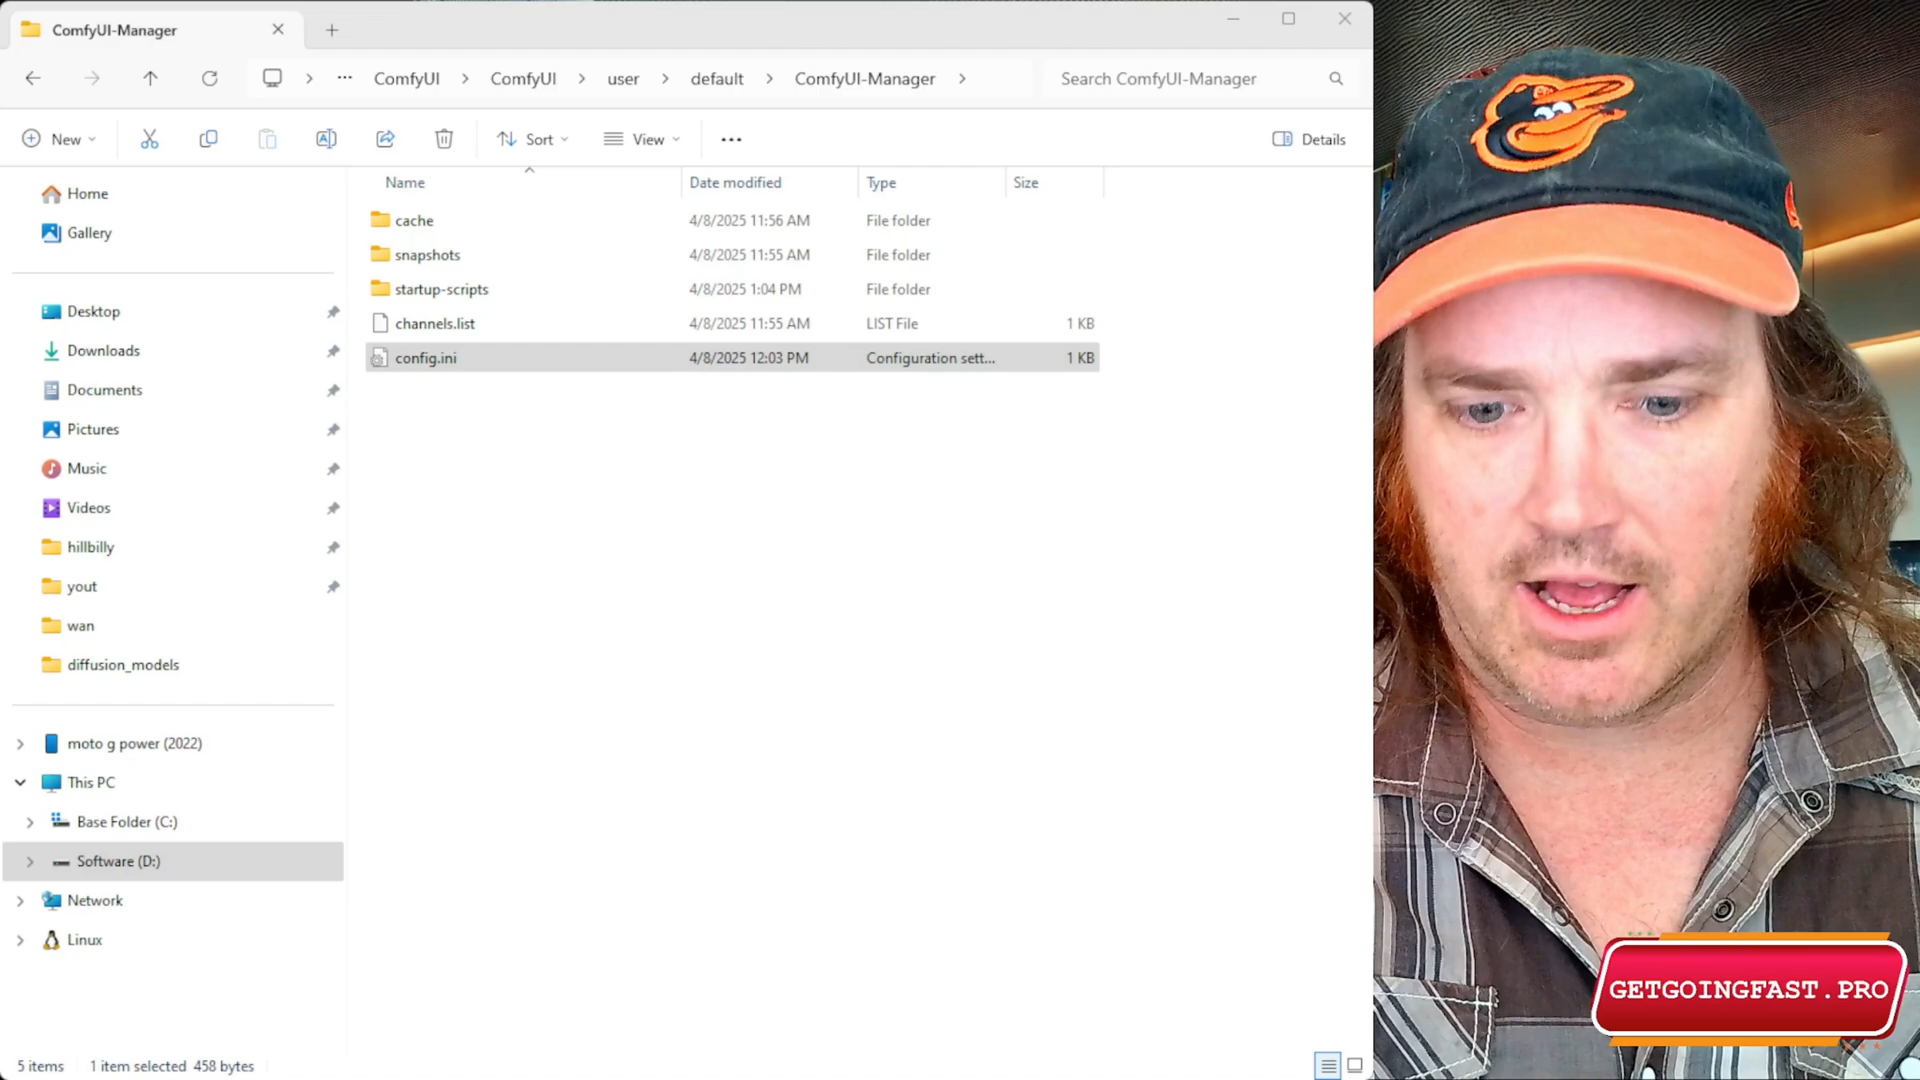 ComfyUI-Manager
ComfyUI
ComfyUI
user
default
ComfyUI-Manager
Search ComfyUI-Manager
New
Sort
View
Details
Name
Date modified
Type
Size
Home
Gallery
Desktop
Downloads
Documents
Pictures
Music
Videos
hillbilly
yout
wan
diffusion_models
moto g power (2022)
This PC
Base Folder (C:)
Software (D:)
Network
Linux
cache 4/8/2025 11:56 AM File folder
snapshots 4/8/2025 11:55 AM File folder
startup-scripts 4/8/2025 1:04 PM File folder
channels.list 4/8/2025 11:55 AM LIST File 1 KB
config.ini 4/8/2025 12:03 PM Configuration sett... 1 KB
5 items 1 item selected 458 bytes
GETGOINGFAST.PRO